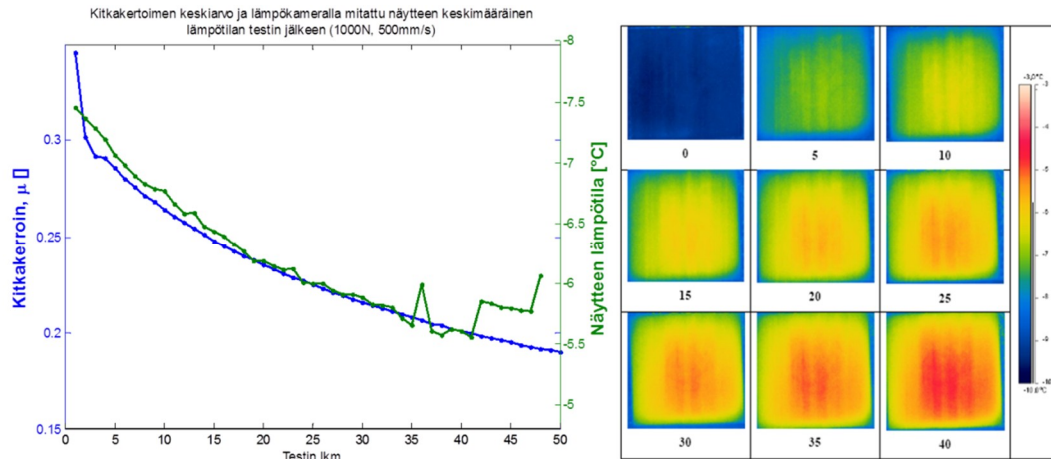 Kitkakertoimen keskiarvo ja lämpökameralla mitattu näytteen keskimääräinen
lämpötilan testin jälkeen (1000N, 500mm/s)
Kitkakerroin, μ []
0.3
0.25
0.2
0.15
0 5 10 15 20 25 30 35 40 45 50
Testin lkm
-8
-7.5
-7
-6.5
-6
-5.5
-5
Näytteen lämpötila [°C]
0 5 10
15 20 25
30 35 40
-3,0°C